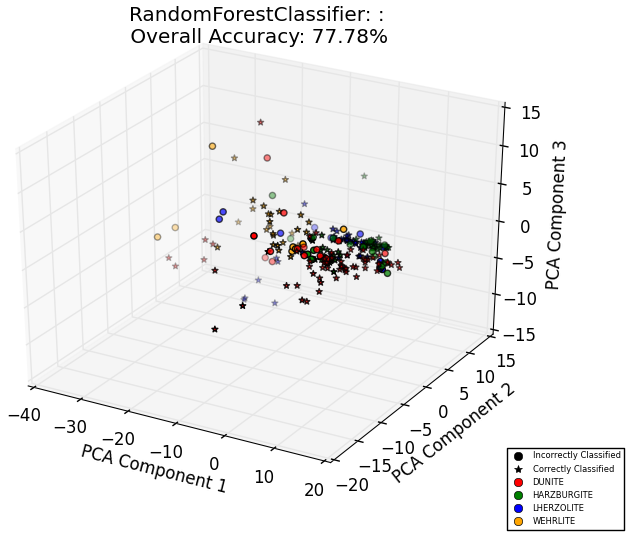 RandomForestClassifier: :
Overall Accuracy: 77.78%
15
10
5
0
−5
−10
−15
PCA Component 3
15
10
5
0
−5
−10
−15
−20
PCA Component 2
−40
−30
−20
−10
0
10
20
PCA Component 1
Incorrectly Classified
Correctly Classified
DUNITE
HARZBURGITE
LHERZOLITE
WEHRLITE